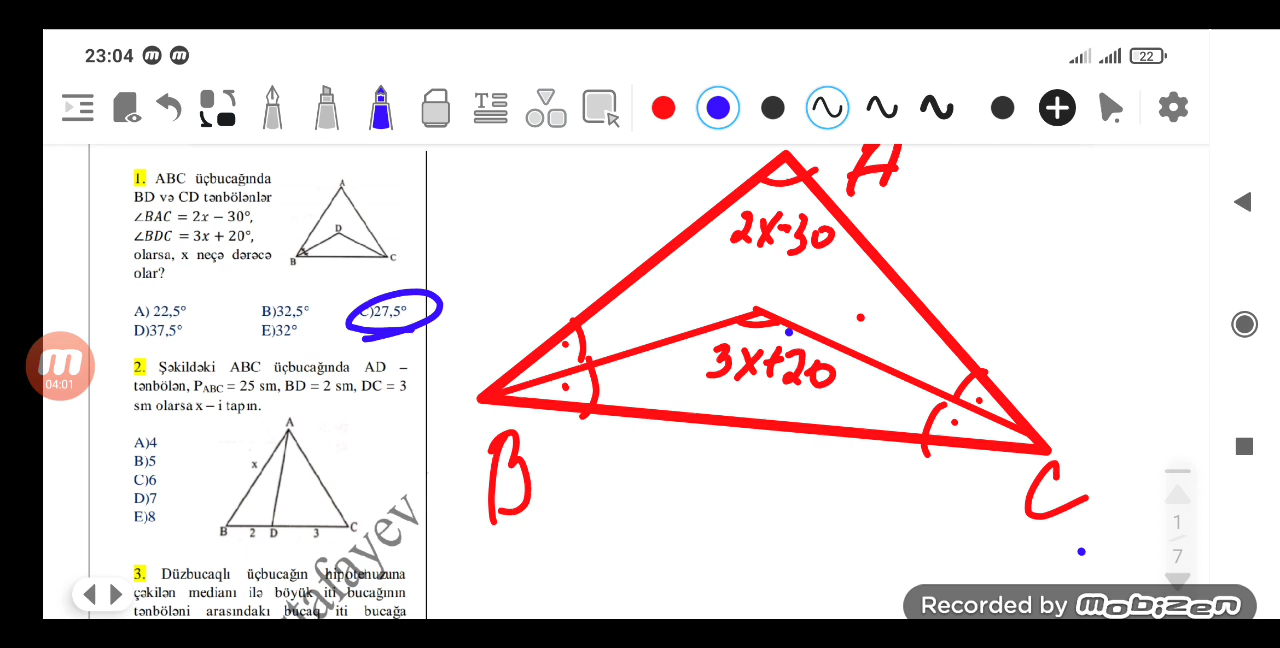 23:04
22
1. ABC üçbucağında
BD və CD tənbölənlər
∠BAC = 2x − 30°,
∠BDC = 3x + 20°,
olarsa, x neçə dərəcə
olar?
A
D
B
C
A) 22,5°
B)32,5°
C)27,5°
D)37,5°
E)32°
2. Şəkildəki ABC üçbucağında AD –
tənbölən, PABC = 25 sm, BD = 2 sm, DC = 3
sm olarsa x – i tapın.
A)4
B)5
C)6
D)7
E)8
A
x
B 2 D 3 C
3. Düzbucaqlı üçbucağın hipotenuzuna
çəkilən medianı ilə böyük iti bucağının
tənböləni arasındakı bucaq iti bucağa
tafayev
A
2x-30
3x+20
B
C
04:01
1
7
Recorded by mobizen